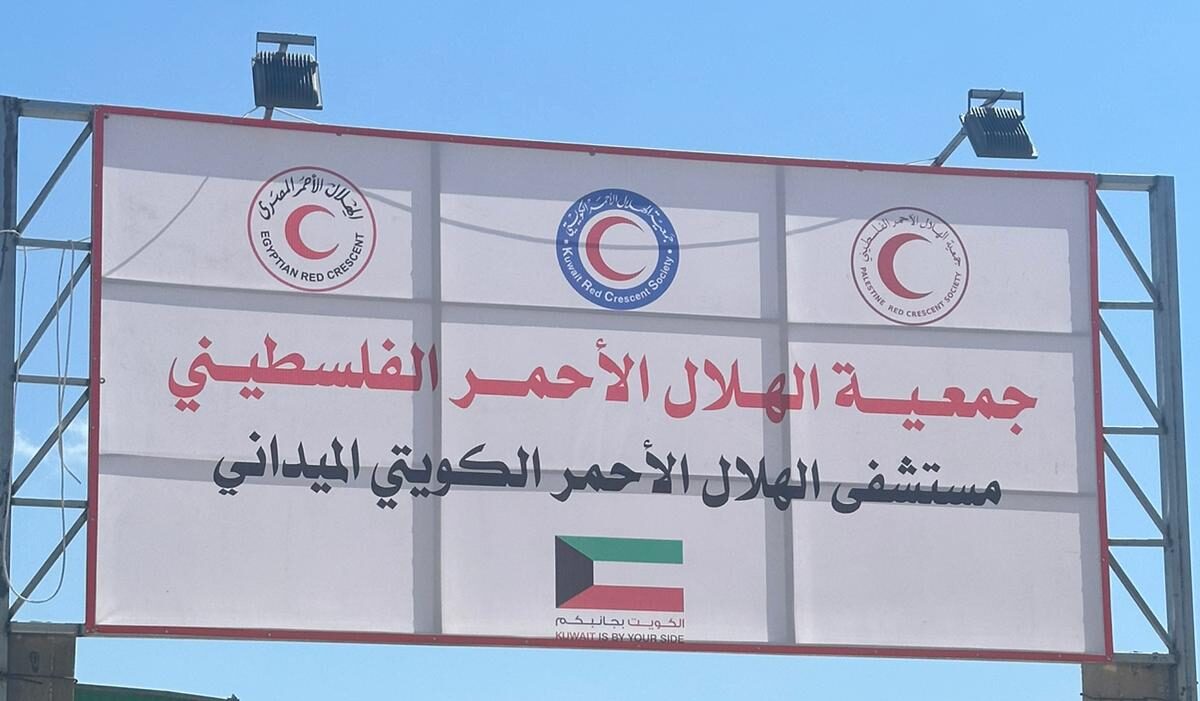 جمعية الهلال الأحمر الفلسطيني
PALESTINE RED CRESCENT SOCIETY
جمعية الهلال الأحمر الكويتي
Kuwait Red Crescent Society
الهلال الأحمر المصرى
EGYPTIAN RED CRESCENT
جمعية الهلال الأحمر الفلسطيني
مستشفى الهلال الأحمر الكويتي الميداني
الكويت بجانبكم
KUWAIT IS BY YOUR SIDE